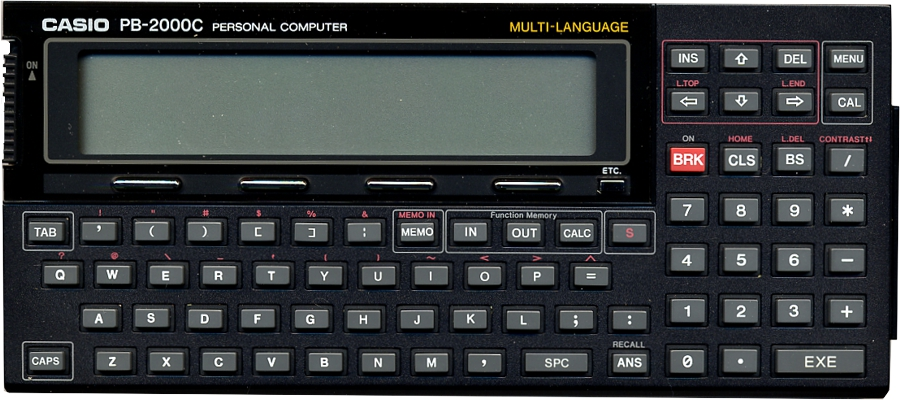 CASIO PB-2000C PERSONAL COMPUTER MULTI-LANGUAGE
ON
INS DEL MENU
L.TOP L.END
⇦ ⇩ ⇨ CAL
ON HOME L.DEL CONTRAST⇅
BRK CLS BS /
ETC.
7 8 9 *
! " # $ % & MEMO IN Function Memory
TAB ' ( ) [ ] ¦ MEMO IN OUT CALC S
? @ \ _ ' { } ~ < > ^
Q W E R T Y U I O P =
4 5 6 −
A S D F G H J K L ; :
1 2 3 +
RECALL
CAPS Z X C V B N M , SPC ANS
0 . EXE